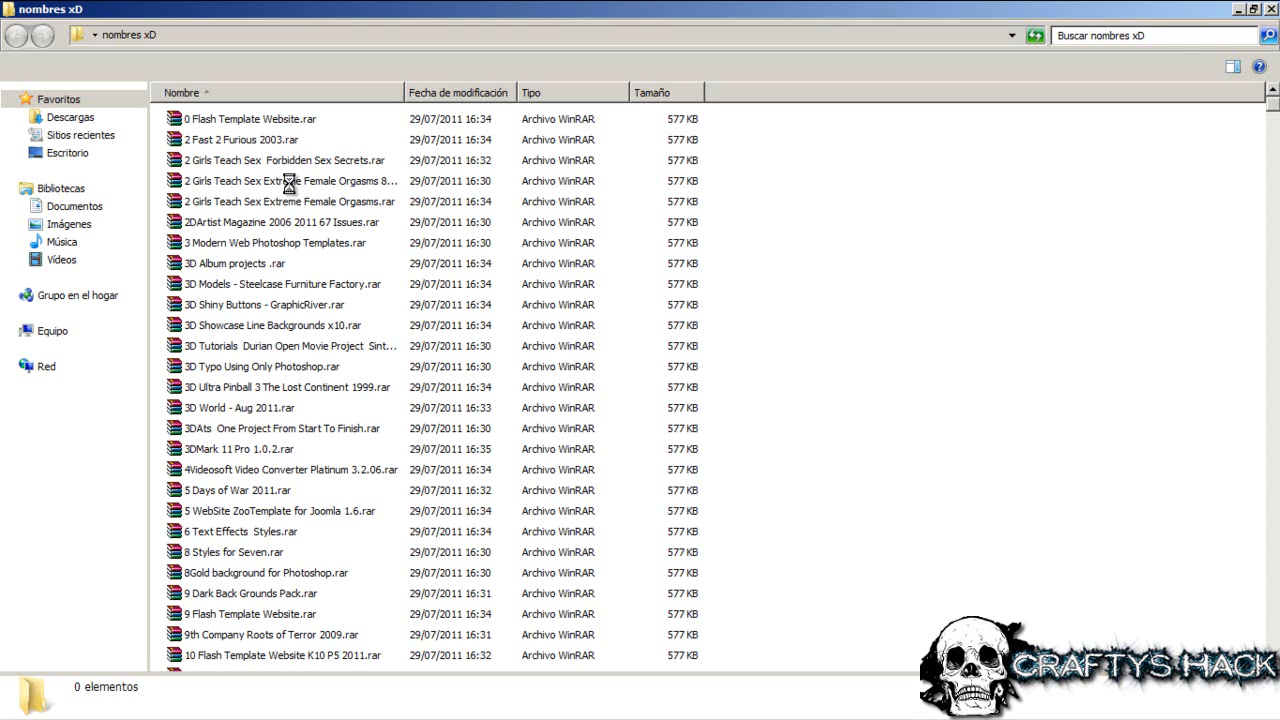 nombres xD
nombres xD
Buscar nombres xD
Favoritos
Descargas
Sitios recientes
Escritorio
Bibliotecas
Documentos
Imágenes
Música
Vídeos
Grupo en el hogar
Equipo
Red
Nombre Fecha de modificación Tipo Tamaño
0 Flash Template Website.rar 29/07/2011 16:34 Archivo WinRAR 577 KB
2 Fast 2 Furious 2003.rar 29/07/2011 16:34 Archivo WinRAR 577 KB
2 Girls Teach Sex  Forbidden Sex Secrets.rar 29/07/2011 16:32 Archivo WinRAR 577 KB
2 Girls Teach Sex Extreme Female Orgasms 8... 29/07/2011 16:30 Archivo WinRAR 577 KB
2 Girls Teach Sex Extreme Female Orgasms.rar 29/07/2011 16:34 Archivo WinRAR 577 KB
2DArtist Magazine 2006 2011 67 Issues.rar 29/07/2011 16:30 Archivo WinRAR 577 KB
3 Modern Web Photoshop Templates.rar 29/07/2011 16:30 Archivo WinRAR 577 KB
3D Album projects .rar 29/07/2011 16:34 Archivo WinRAR 577 KB
3D Models - Steelcase Furniture Factory.rar 29/07/2011 16:34 Archivo WinRAR 577 KB
3D Shiny Buttons - GraphicRiver.rar 29/07/2011 16:34 Archivo WinRAR 577 KB
3D Showcase Line Backgrounds x10.rar 29/07/2011 16:34 Archivo WinRAR 577 KB
3D Tutorials  Durian Open Movie Project  Sint... 29/07/2011 16:30 Archivo WinRAR 577 KB
3D Typo Using Only Photoshop.rar 29/07/2011 16:30 Archivo WinRAR 577 KB
3D Ultra Pinball 3 The Lost Continent 1999.rar 29/07/2011 16:34 Archivo WinRAR 577 KB
3D World - Aug 2011.rar 29/07/2011 16:33 Archivo WinRAR 577 KB
3DAts  One Project From Start To Finish.rar 29/07/2011 16:34 Archivo WinRAR 577 KB
3DMark 11 Pro 1.0.2.rar 29/07/2011 16:35 Archivo WinRAR 577 KB
4Videosoft Video Converter Platinum 3.2.06.rar 29/07/2011 16:34 Archivo WinRAR 577 KB
5 Days of War 2011.rar 29/07/2011 16:32 Archivo WinRAR 577 KB
5 WebSite ZooTemplate for Joomla 1.6.rar 29/07/2011 16:34 Archivo WinRAR 577 KB
6 Text Effects  Styles.rar 29/07/2011 16:34 Archivo WinRAR 577 KB
8 Styles for Seven.rar 29/07/2011 16:30 Archivo WinRAR 577 KB
8Gold background for Photoshop.rar 29/07/2011 16:30 Archivo WinRAR 577 KB
9 Dark Back Grounds Pack.rar 29/07/2011 16:31 Archivo WinRAR 577 KB
9 Flash Template Website.rar 29/07/2011 16:34 Archivo WinRAR 577 KB
9th Company Roots of Terror 2009.rar 29/07/2011 16:31 Archivo WinRAR 577 KB
10 Flash Template Website K10 P5 2011.rar 29/07/2011 16:32 Archivo WinRAR 577 KB
0 elementos
CRAFTY'S HACK